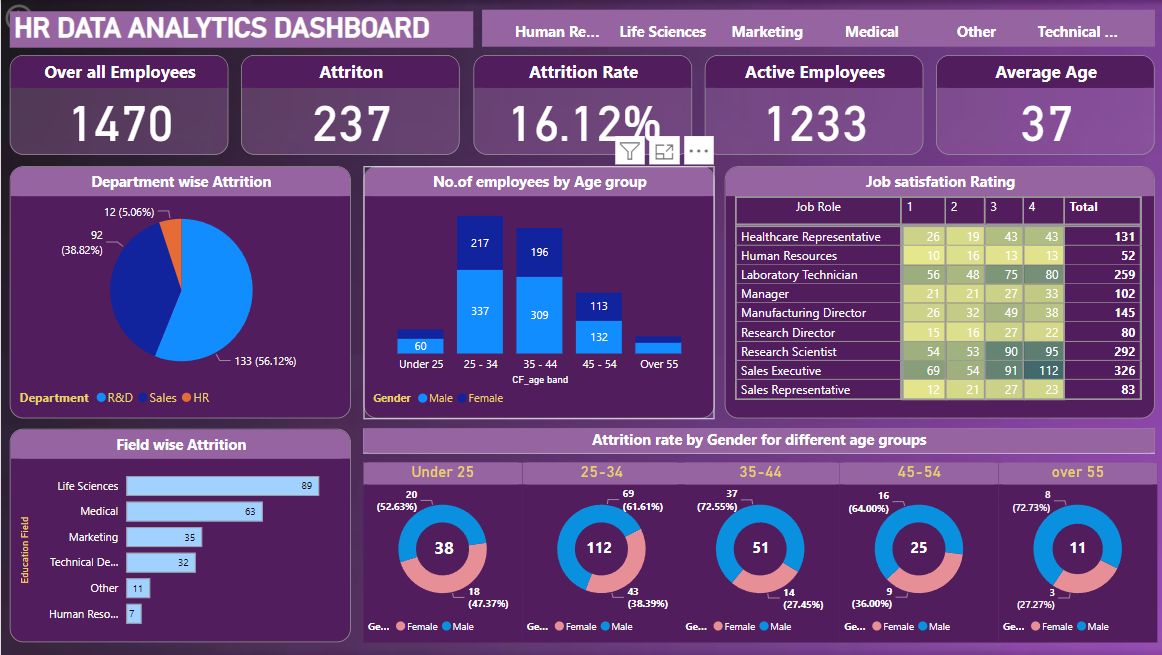 HR DATA ANALYTICS DASHBOARD
Human Re... Life Sciences Marketing Medical Other Technical ...
Over all Employees
1470
Attriton
237
Attrition Rate
16.12%
Active Employees
1233
Average Age
37
Department wise Attrition
12 (5.06%)
92
(38.82%)
133 (56.12%)
Department R&D Sales HR
No.of employees by Age group
217
196
337
309
113
132
60
Under 25 25 - 34 35 - 44 45 - 54 Over 55
CF_age band
Gender Male Female
Job satisfation Rating
Job Role 1 2 3 4 Total
Healthcare Representative 26 19 43 43 131
Human Resources 10 16 13 13 52
Laboratory Technician 56 48 75 80 259
Manager 21 21 27 33 102
Manufacturing Director 26 32 49 38 145
Research Director 15 16 27 22 80
Research Scientist 54 53 90 95 292
Sales Executive 69 54 91 112 326
Sales Representative 12 21 27 23 83
Field wise Attrition
Education Field
Life Sciences 89
Medical 63
Marketing 35
Technical De... 32
Other 11
Human Reso... 7
Attrition rate by Gender for different age groups
Under 25
20
(52.63%)
38
18
(47.37%)
Ge... Female Male
25-34
69
(61.61%)
112
43
(38.39%)
Ge... Female Male
35-44
37
(72.55%)
51
14
(27.45%)
Ge... Female Male
45-54
16
(64.00%)
25
9
(36.00%)
Ge... Female Male
over 55
8
(72.73%)
11
3
(27.27%)
Ge... Female Male